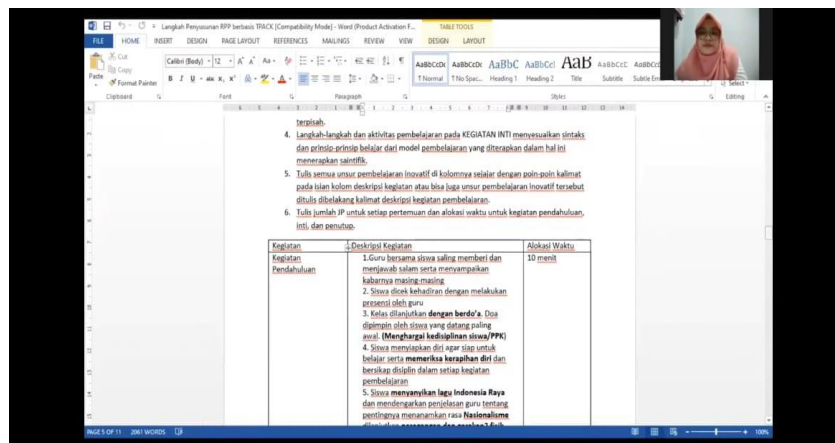 Langkah Penyusunan RPP berbasis TPACK [Compatibility Mode] - Word (Product Activation F...
TABLE TOOLS
FILE HOME INSERT DESIGN PAGE LAYOUT REFERENCES MAILINGS REVIEW VIEW DESIGN LAYOUT
Cut
Copy
Format Painter
Paste
Calibri (Body) 12
AaBbCcDc AaBbCcDc AaBbC AaBbCcI AaB AaBbCcC AaBbCcDc
1 Normal 1 No Spac... Heading 1 Heading 2 Title Subtitle Subtle Em
Select
Clipboard Font Paragraph Styles Editing
terpisah.
4. Langkah-langkah dan aktivitas pembelajaran pada KEGIATAN INTI menyesuaikan sintaks
dan prinsip-prinsip belajar dari model pembelajaran yang diterapkan dalam hal ini
menerapkan saintifik.
5. Tulis semua unsur pembelajaran inovatif di kolomnya sejajar dengan poin-poin kalimat
pada isian kolom deskripsi kegiatan atau bisa juga unsur pembelajaran inovatif tersebut
ditulis dibelakang kalimat deskripsi kegiatan pembelajaran.
6. Tulis jumlah JP untuk setiap pertemuan dan alokasi waktu untuk kegiatan pendahuluan,
inti, dan penutup.
Kegiatan Deskripsi Kegiatan Alokasi Waktu
Kegiatan
Pendahuluan
1.Guru bersama siswa saling memberi dan
menjawab salam serta menyampaikan
kabarnya masing-masing
2. Siswa dicek kehadiran dengan melakukan
presensi oleh guru
3. Kelas dilanjutkan dengan berdo'a. Doa
dipimpin oleh siswa yang datang paling
awal. (Menghargai kedisiplinan siswa/PPK)
4. Siswa menyiapkan diri agar siap untuk
belajar serta memeriksa kerapihan diri dan
bersikap disiplin dalam setiap kegiatan
pembelajaran
5. Siswa menyanyikan lagu Indonesia Raya
dan mendengarkan penjelasan guru tentang
pentingnya menanamkan rasa Nasionalisme
10 menit
PAGE 5 OF 11 2061 WORDS
100%